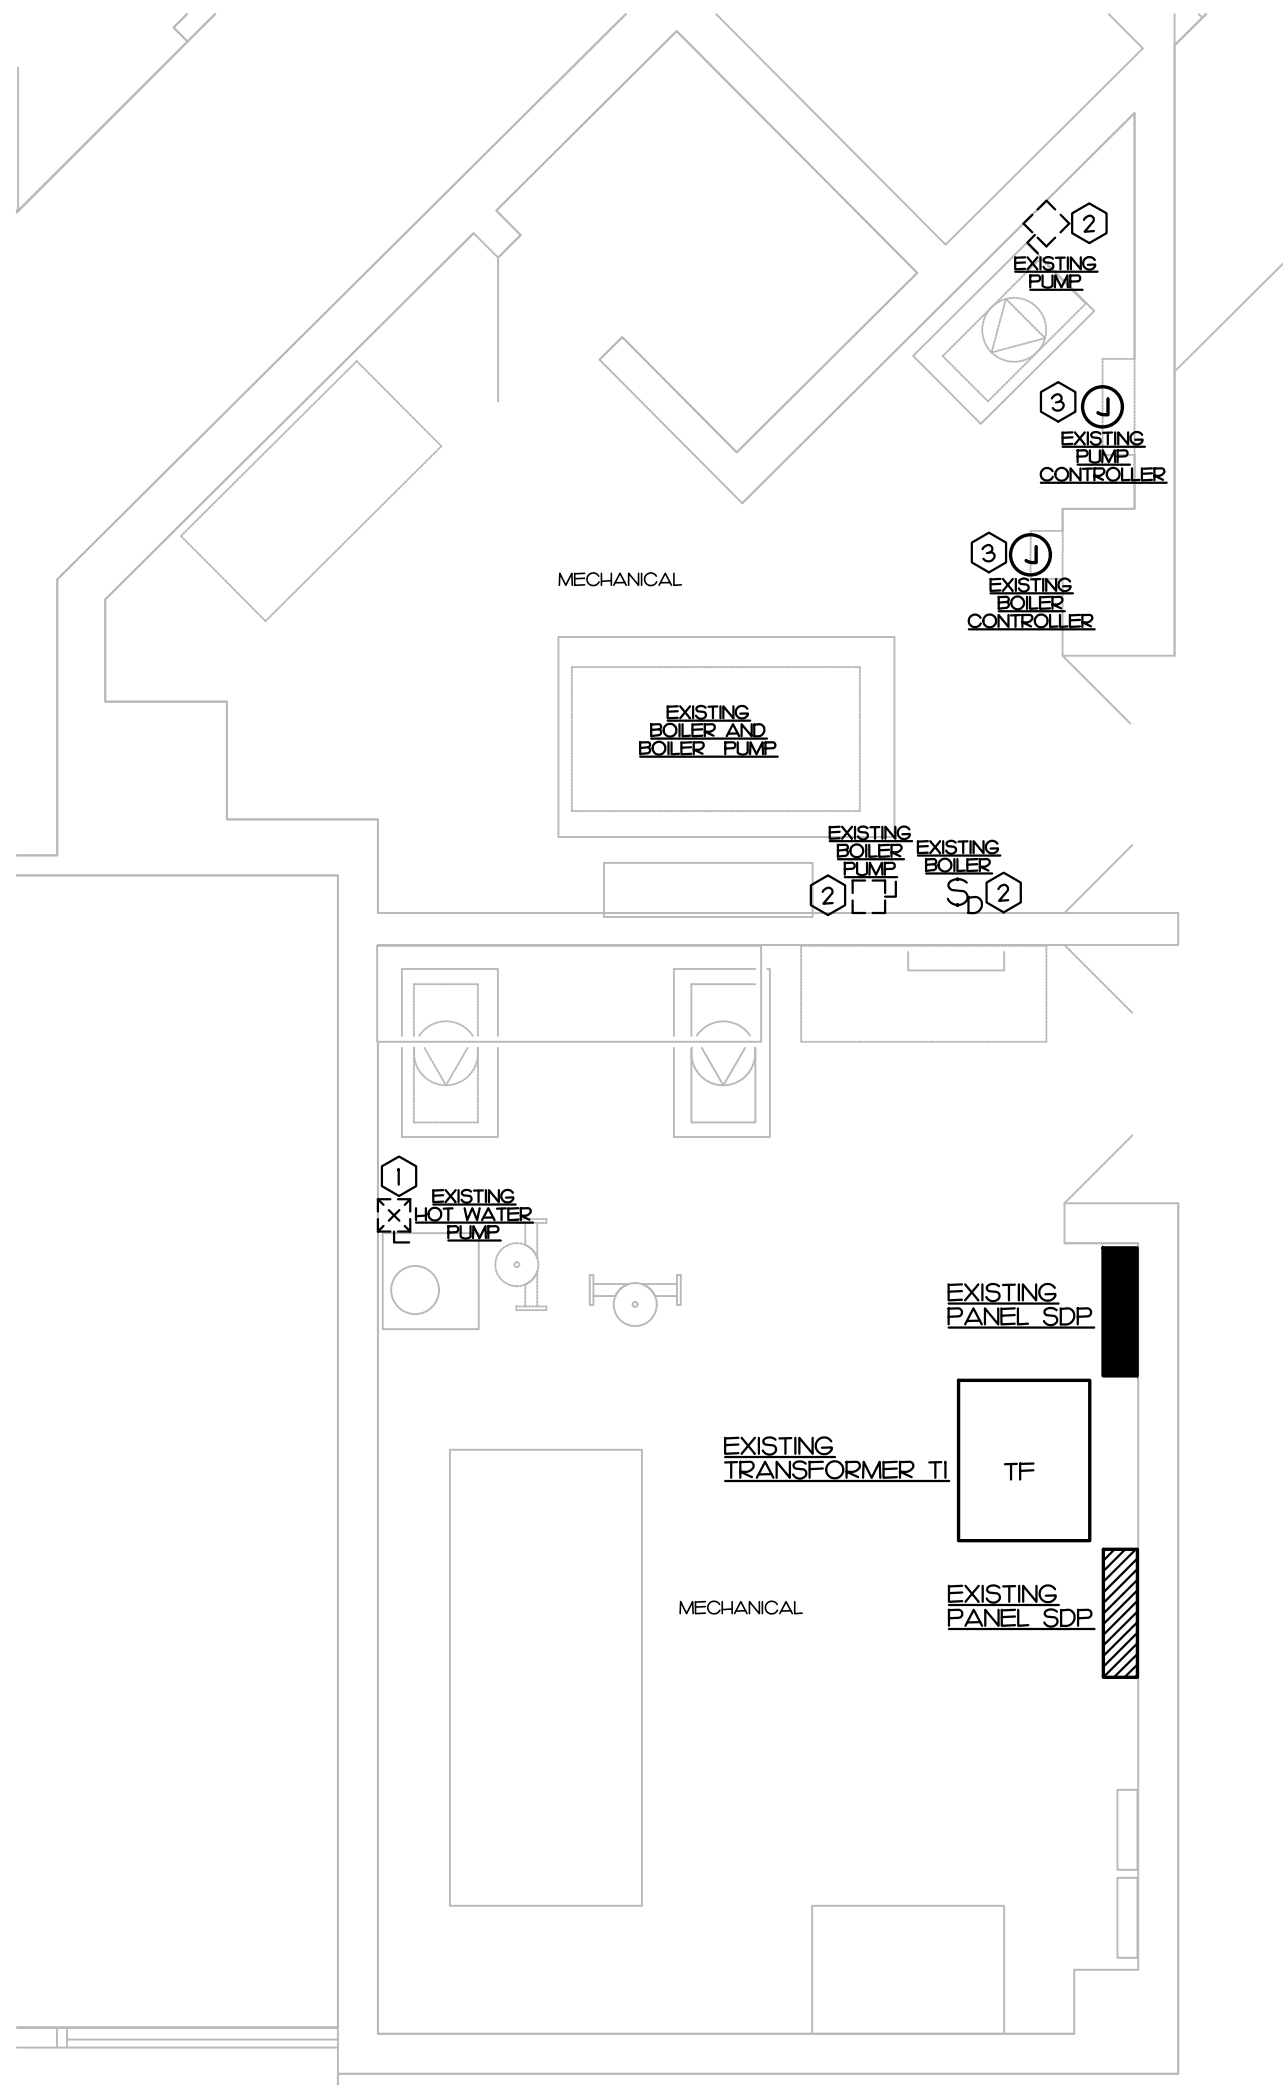 2
EXISTING
PUMP
3
J
EXISTING
PUMP
CONTROLLER
3
J
EXISTING
BOILER
CONTROLLER
MECHANICAL
EXISTING
BOILER AND
BOILER PUMP
EXISTING
BOILER
PUMP
2
EXISTING
BOILER
SD
2
1
EXISTING
HOT WATER
PUMP
EXISTING
PANEL SDP
EXISTING
TRANSFORMER T1
TF
EXISTING
PANEL SDP
MECHANICAL